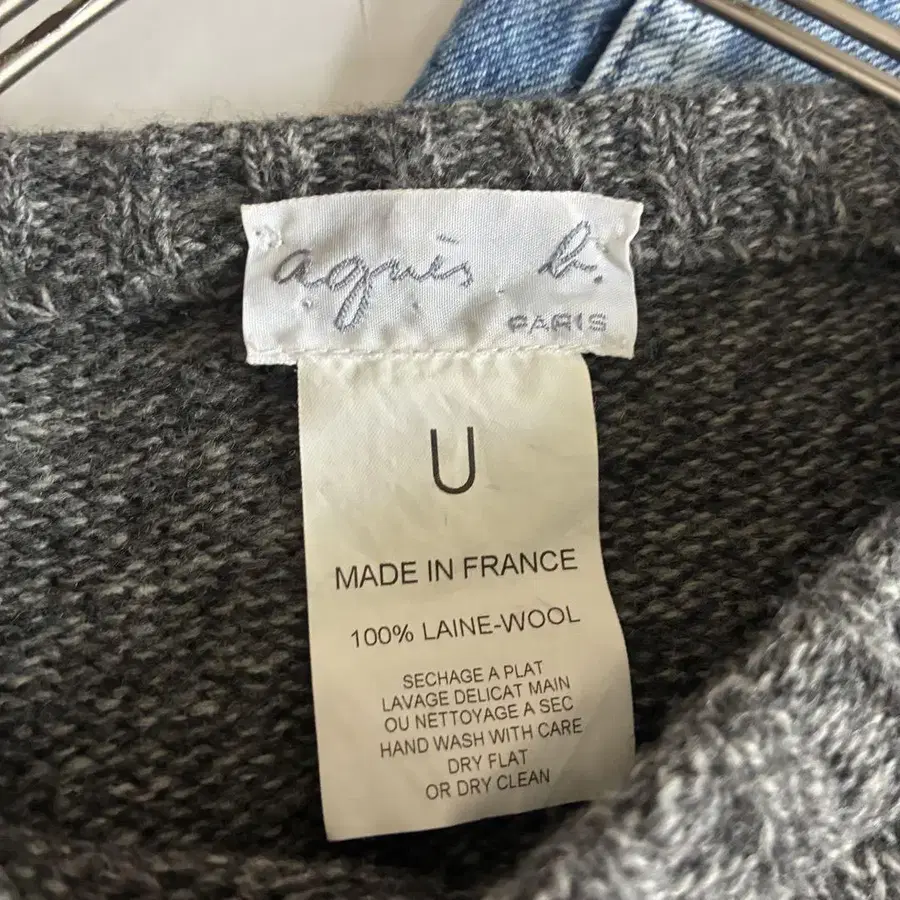 agnès b.
PARIS
U
MADE IN FRANCE
100% LAINE-WOOL
SECHAGE A PLAT
LAVAGE DELICAT MAIN
OU NETTOYAGE A SEC
HAND WASH WITH CARE
DRY FLAT
OR DRY CLEAN